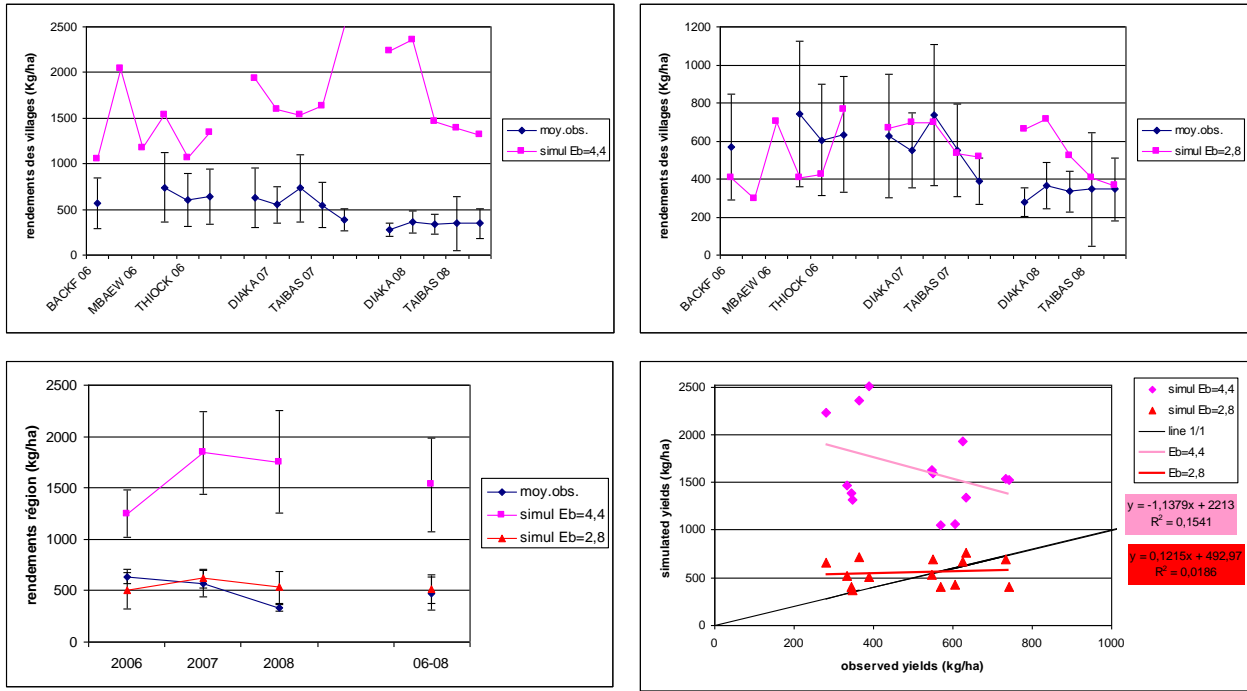 rendements des villages (Kg/ha)
2500
2000
1500
1000
500
0
BACKF 06
MBAEW 06
THIOCK 06
DIAKA 07
TAIBAS 07
DIAKA 08
TAIBAS 08
moy.obs.
simul Eb=4,4
rendements des villages (Kg/ha)
1200
1000
800
600
400
200
0
BACKF 06
MBAEW 06
THIOCK 06
DIAKA 07
TAIBAS 07
DIAKA 08
TAIBAS 08
moy.obs.
simul Eb=2,8
rendements région (kg/ha)
2500
2000
1500
1000
500
0
2006
2007
2008
06-08
moy.obs.
simul Eb=4,4
simul Eb=2,8
simulated yields (kg/ha)
2500
2000
1500
1000
500
0
0
200
400
600
800
1000
observed yields (kg/ha)
simul Eb=4,4
simul Eb=2,8
line 1/1
Eb=4,4
Eb=2,8
y = -1,1379x + 2213
R² = 0,1541
y = 0,1215x + 492,97
R² = 0,0186